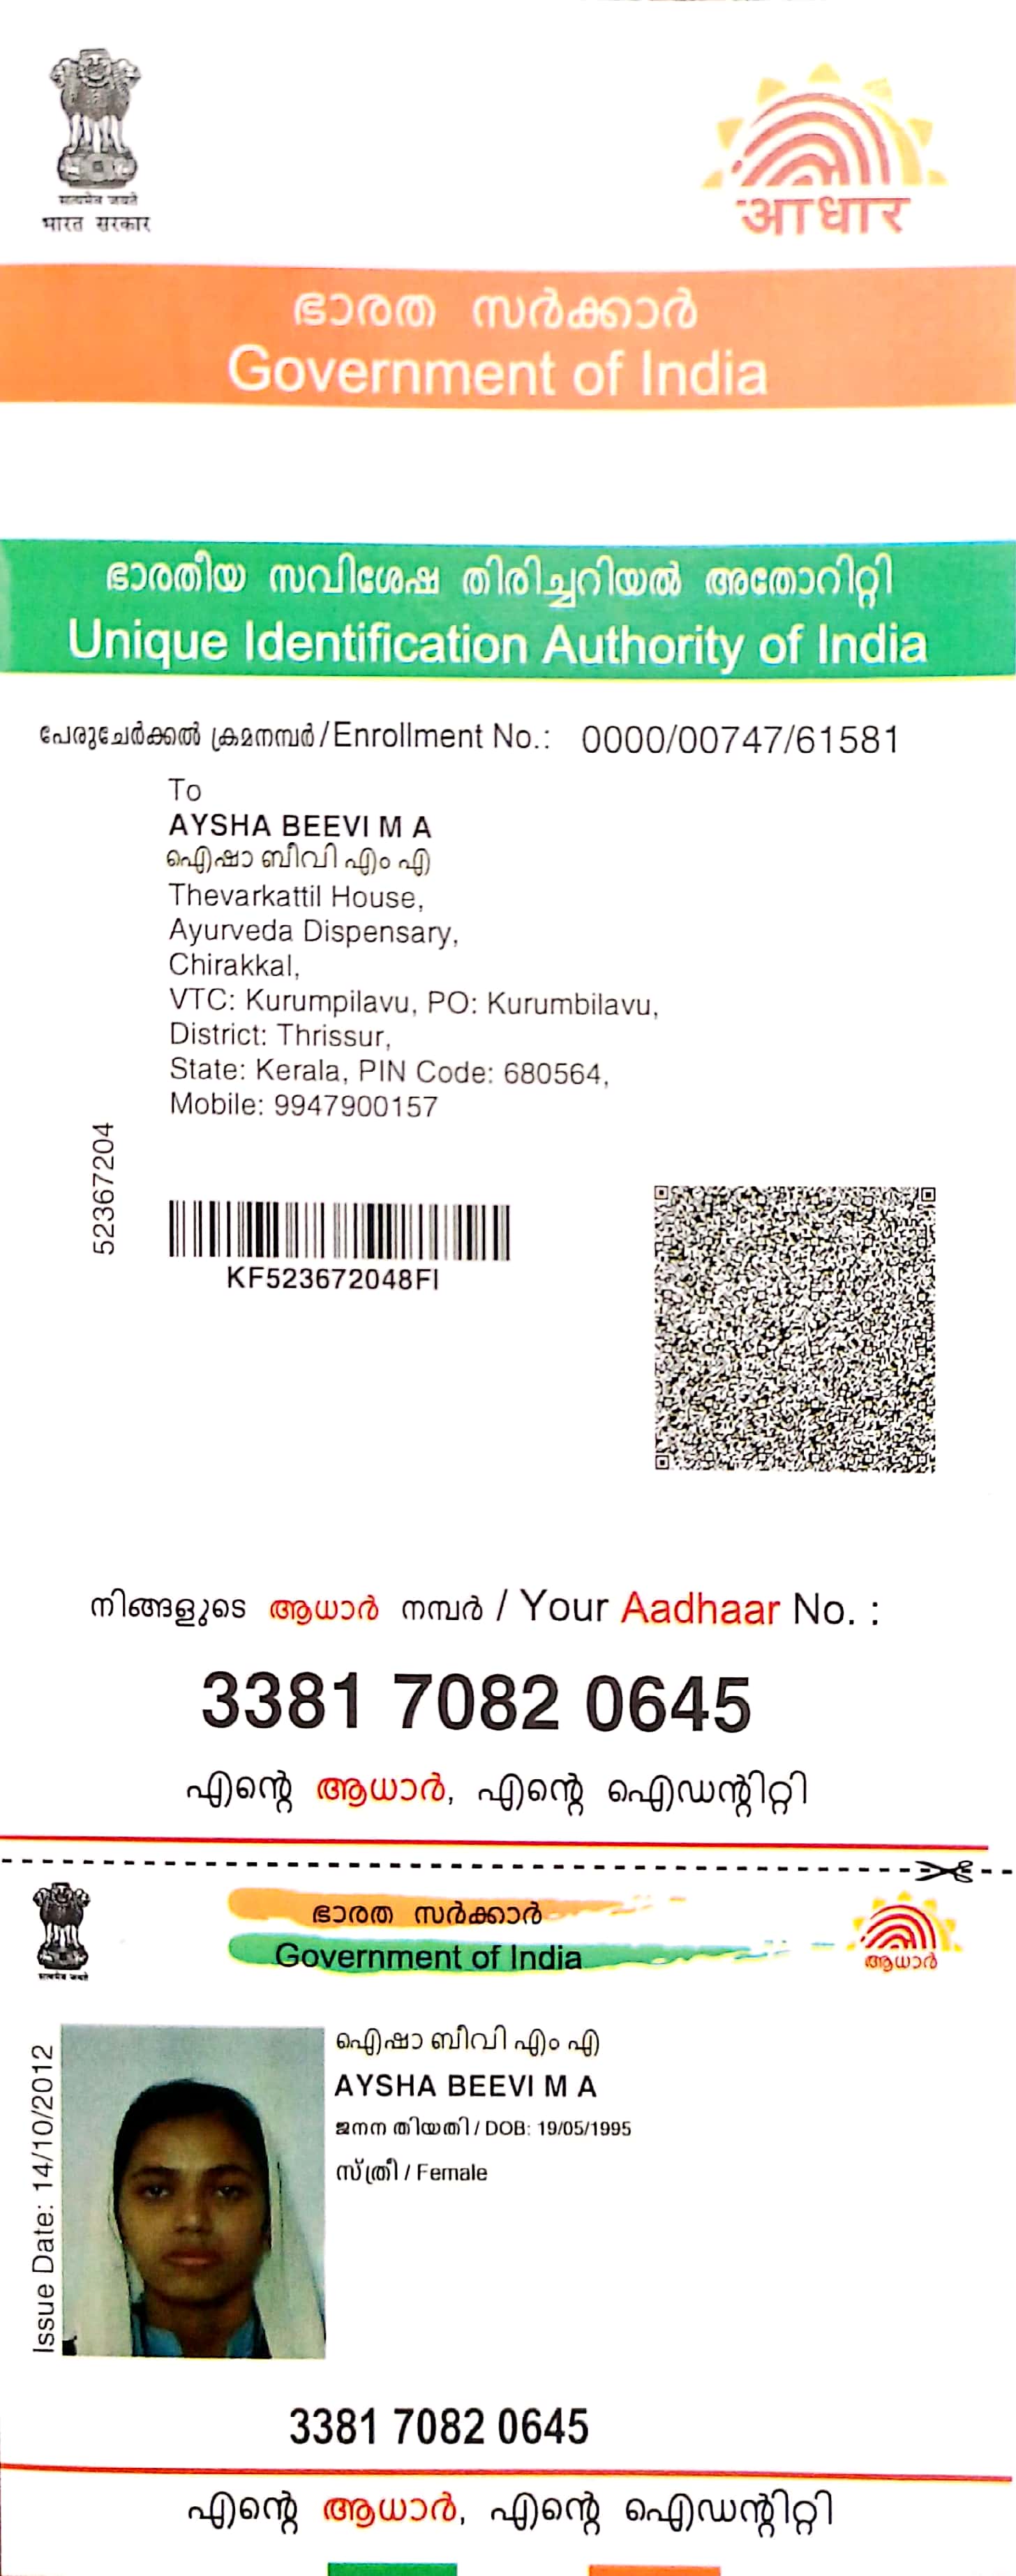 सत्यमेव जयते
भारत सरकार
आधार
ഭാരത സർക്കാർ
Government of India
ഭാരതീയ സവിശേഷ തിരിച്ചറിയൽ അതോറിറ്റി
Unique Identification Authority of India
പേരുചേർക്കൽ ക്രമനമ്പർ/Enrollment No.: 0000/00747/61581
To
AYSHA BEEVI M A
ഐഷാ ബീവി എം എ
Thevarkattil House,
Ayurveda Dispensary,
Chirakkal,
VTC: Kurumpilavu, PO: Kurumbilavu,
District: Thrissur,
State: Kerala, PIN Code: 680564,
Mobile: 9947900157
52367204
KF523672048FI
നിങ്ങളുടെ ആധാർ നമ്പർ / Your Aadhaar No. :
3381 7082 0645
എന്റെ ആധാർ, എന്റെ ഐഡന്റിറ്റി
ഭാരത സർക്കാർ
Government of India
सत्यमेव जयते
ആധാർ
Issue Date: 14/10/2012
ഐഷാ ബീവി എം എ
AYSHA BEEVI M A
ജനന തിയതി / DOB: 19/05/1995
സ്ത്രീ / Female
3381 7082 0645
എന്റെ ആധാർ, എന്റെ ഐഡന്റിറ്റി